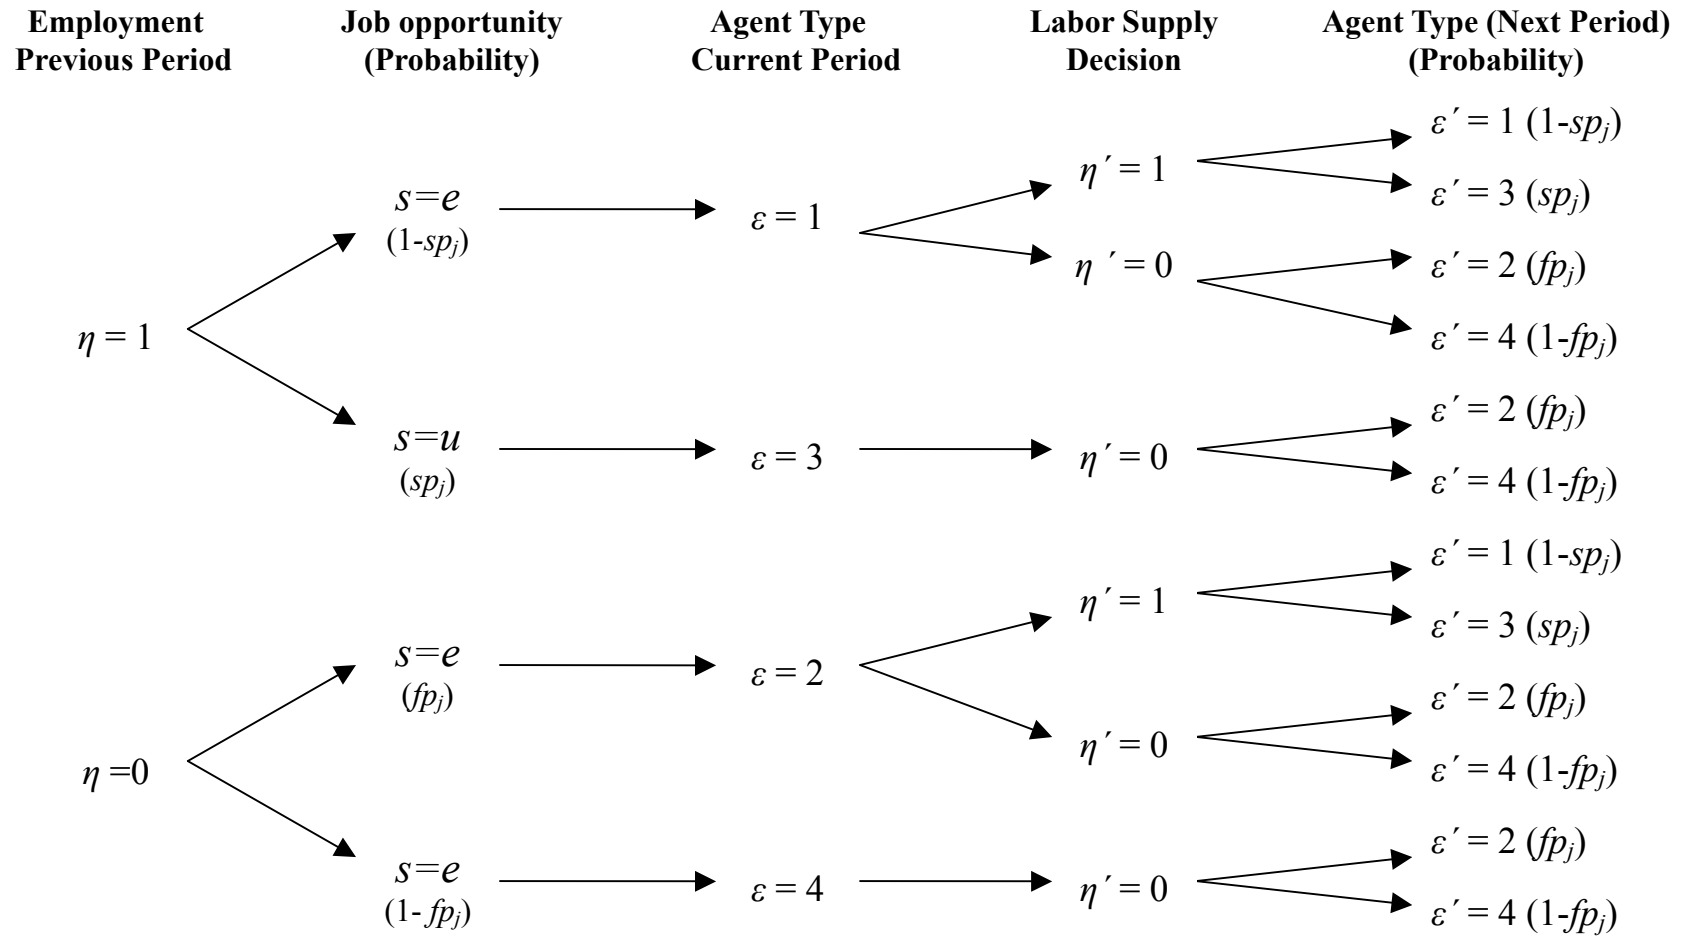 Employment Previous Period
Job opportunity (Probability)
Agent Type Current Period
Labor Supply Decision
Agent Type (Next Period) (Probability)
η = 1
s=e
(1-spj)
ε = 1
η´ = 1
ε´ = 1 (1-spj)
ε´ = 3 (spj)
η ´ = 0
ε´ = 2 (fpj)
ε´ = 4 (1-fpj)
s=u
(spj)
ε = 3
η´ = 0
ε´ = 2 (fpj)
ε´ = 4 (1-fpj)
η =0
s=e
(fpj)
ε = 2
η´ = 1
ε´ = 1 (1-spj)
ε´ = 3 (spj)
η´ = 0
ε´ = 2 (fpj)
ε´ = 4 (1-fpj)
s=e
(1- fpj)
ε = 4
η´ = 0
ε´ = 2 (fpj)
ε´ = 4 (1-fpj)